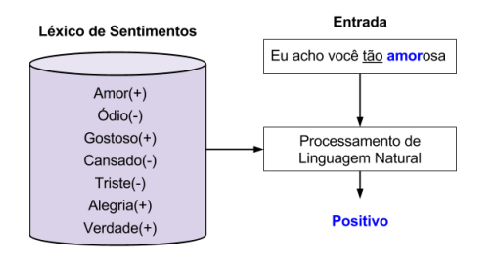 Léxico de Sentimentos
Amor(+)
Ódio(-)
Gostoso(+)
Cansado(-)
Triste(-)
Alegria(+)
Verdade(+)
Entrada
Eu acho você tão amorosa
Processamento de
Linguagem Natural
Positivo